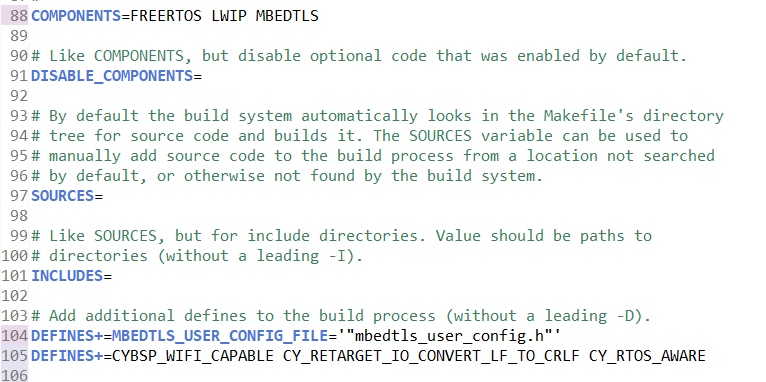 88 COMPONENTS=FREERTOS LWIP MBEDTLS
89
90 # Like COMPONENTS, but disable optional code that was enabled by default.
91 DISABLE_COMPONENTS=
92
93 # By default the build system automatically looks in the Makefile's directory
94 # tree for source code and builds it. The SOURCES variable can be used to
95 # manually add source code to the build process from a location not searched
96 # by default, or otherwise not found by the build system.
97 SOURCES=
98
99 # Like SOURCES, but for include directories. Value should be paths to
100 # directories (without a leading -I).
101 INCLUDES=
102
103 # Add additional defines to the build process (without a leading -D).
104 DEFINES+=MBEDTLS_USER_CONFIG_FILE='"mbedtls_user_config.h"'
105 DEFINES+=CYBSP_WIFI_CAPABLE CY_RETARGET_IO_CONVERT_LF_TO_CRLF CY_RTOS_AWARE
106